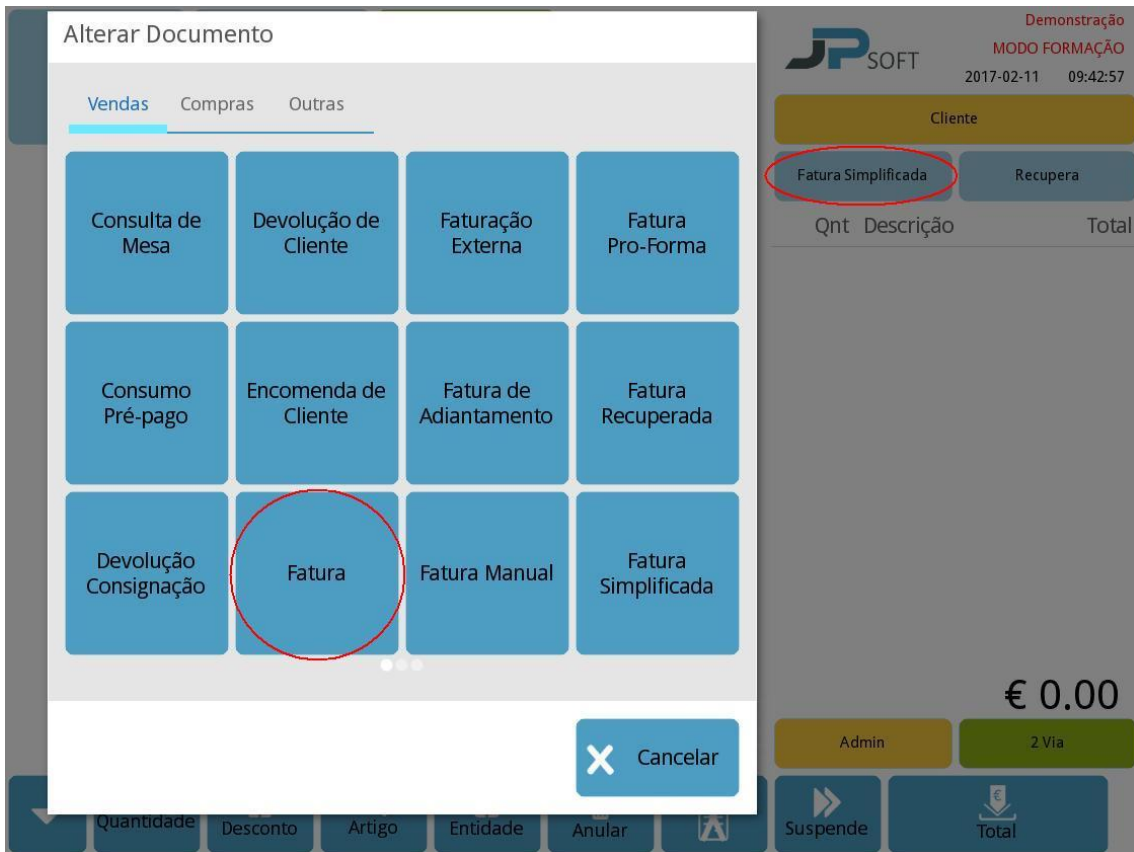 Alterar Documento
Vendas Compras Outras
Consulta de
Mesa
Devolução de
Cliente
Faturação
Externa
Fatura
Pro-Forma
Consumo
Pré-pago
Encomenda de
Cliente
Fatura de
Adiantamento
Fatura
Recuperada
Devolução
Consignação
Fatura
Fatura Manual
Fatura
Simplificada
Cancelar
JP SOFT
Demonstração
MODO FORMAÇÃO
2017-02-11 09:42:57
Cliente
Fatura Simplificada
Recupera
Qnt Descrição Total
€ 0.00
Admin
2 Via
Quantidade
Desconto
Artigo
Entidade
Anular
Suspende
€
Total